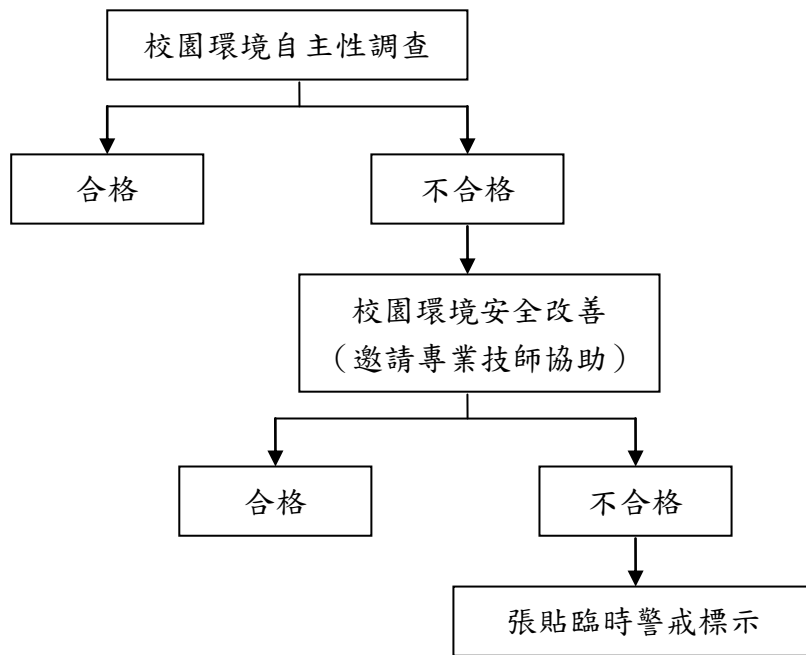 校園環境自主性調查
合格
不合格
校園環境安全改善
（邀請專業技師協助）
合格
不合格
張貼臨時警戒標示